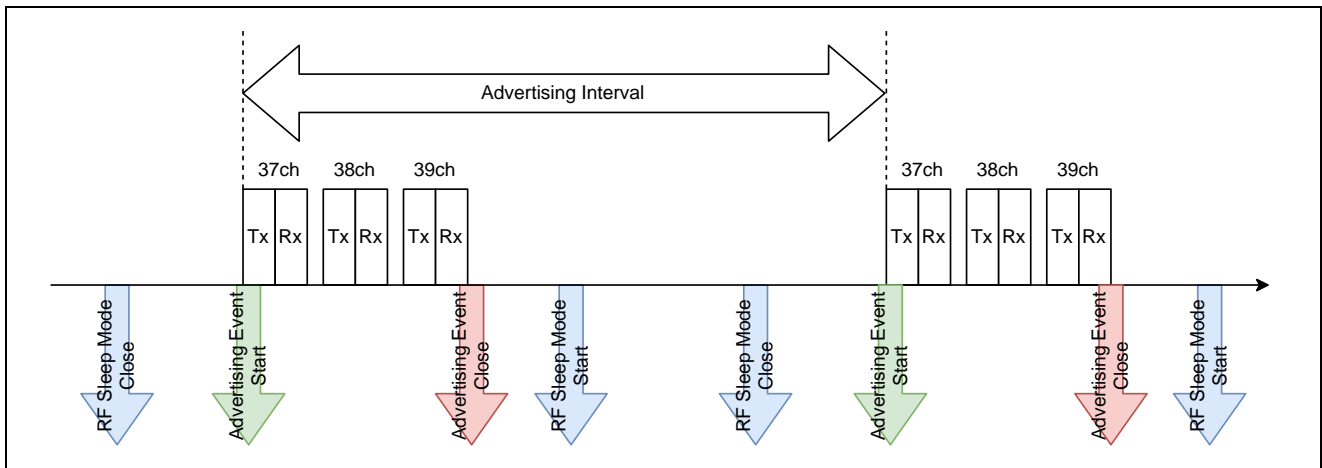 Advertising Interval
37ch
38ch
39ch
37ch
38ch
39ch
Tx
Rx
Tx
Rx
Tx
Rx
Tx
Rx
Tx
Rx
Tx
Rx
RF Sleep Mode
Close
Advertising Event
Start
Advertising Event
Close
RF Sleep Mode
Start
RF Sleep Mode
Close
Advertising Event
Start
Advertising Event
Close
RF Sleep Mode
Start